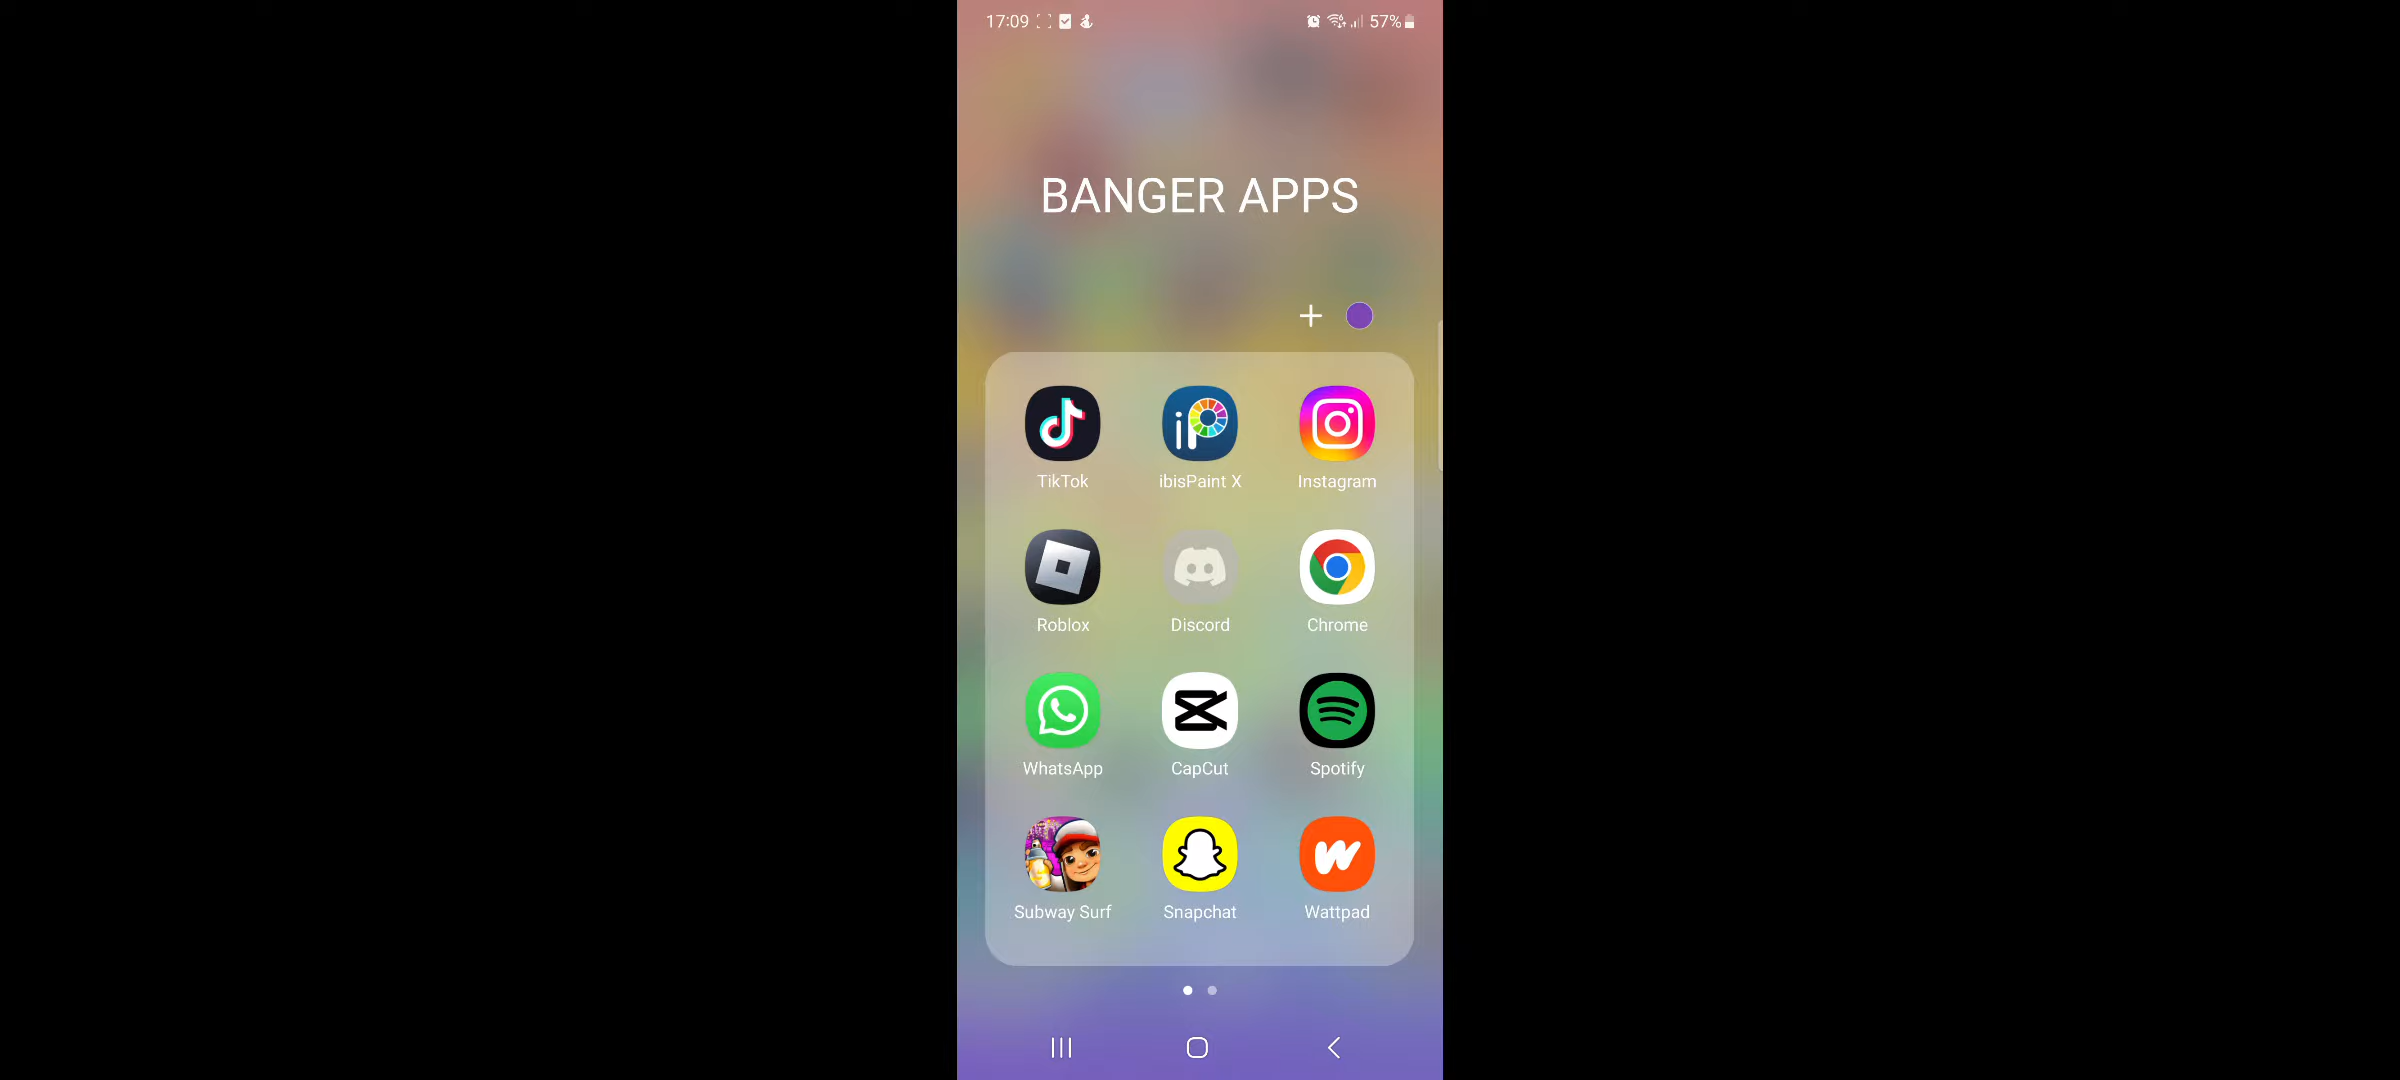 17:09 57%
BANGER APPS
TikTok ibisPaint X Instagram
Roblox Discord Chrome
WhatsApp CapCut Spotify
Subway Surf Snapchat Wattpad